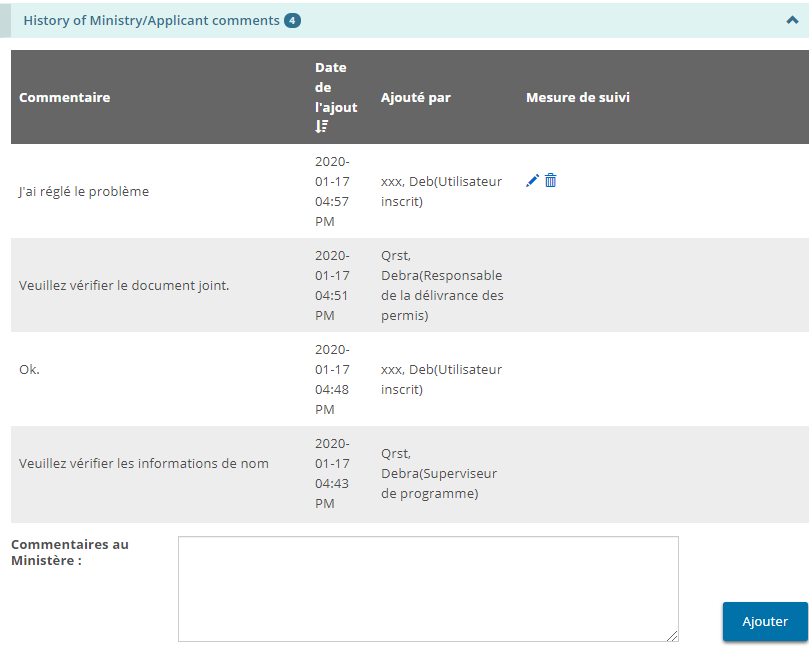 History of Ministry/Applicant comments 4
Commentaire
Date
de
l'ajout
Ajouté par
Mesure de suivi
J'ai réglé le problème
2020-
01-17
04:57
PM
xxx, Deb(Utilisateur
inscrit)
Veuillez vérifier le document joint.
2020-
01-17
04:51
PM
Qrst,
Debra(Responsable
de la délivrance des
permis)
Ok.
2020-
01-17
04:48
PM
xxx, Deb(Utilisateur
inscrit)
Veuillez vérifier les informations de nom
2020-
01-17
04:43
PM
Qrst,
Debra(Superviseur
de programme)
Commentaires au
Ministère :
Ajouter